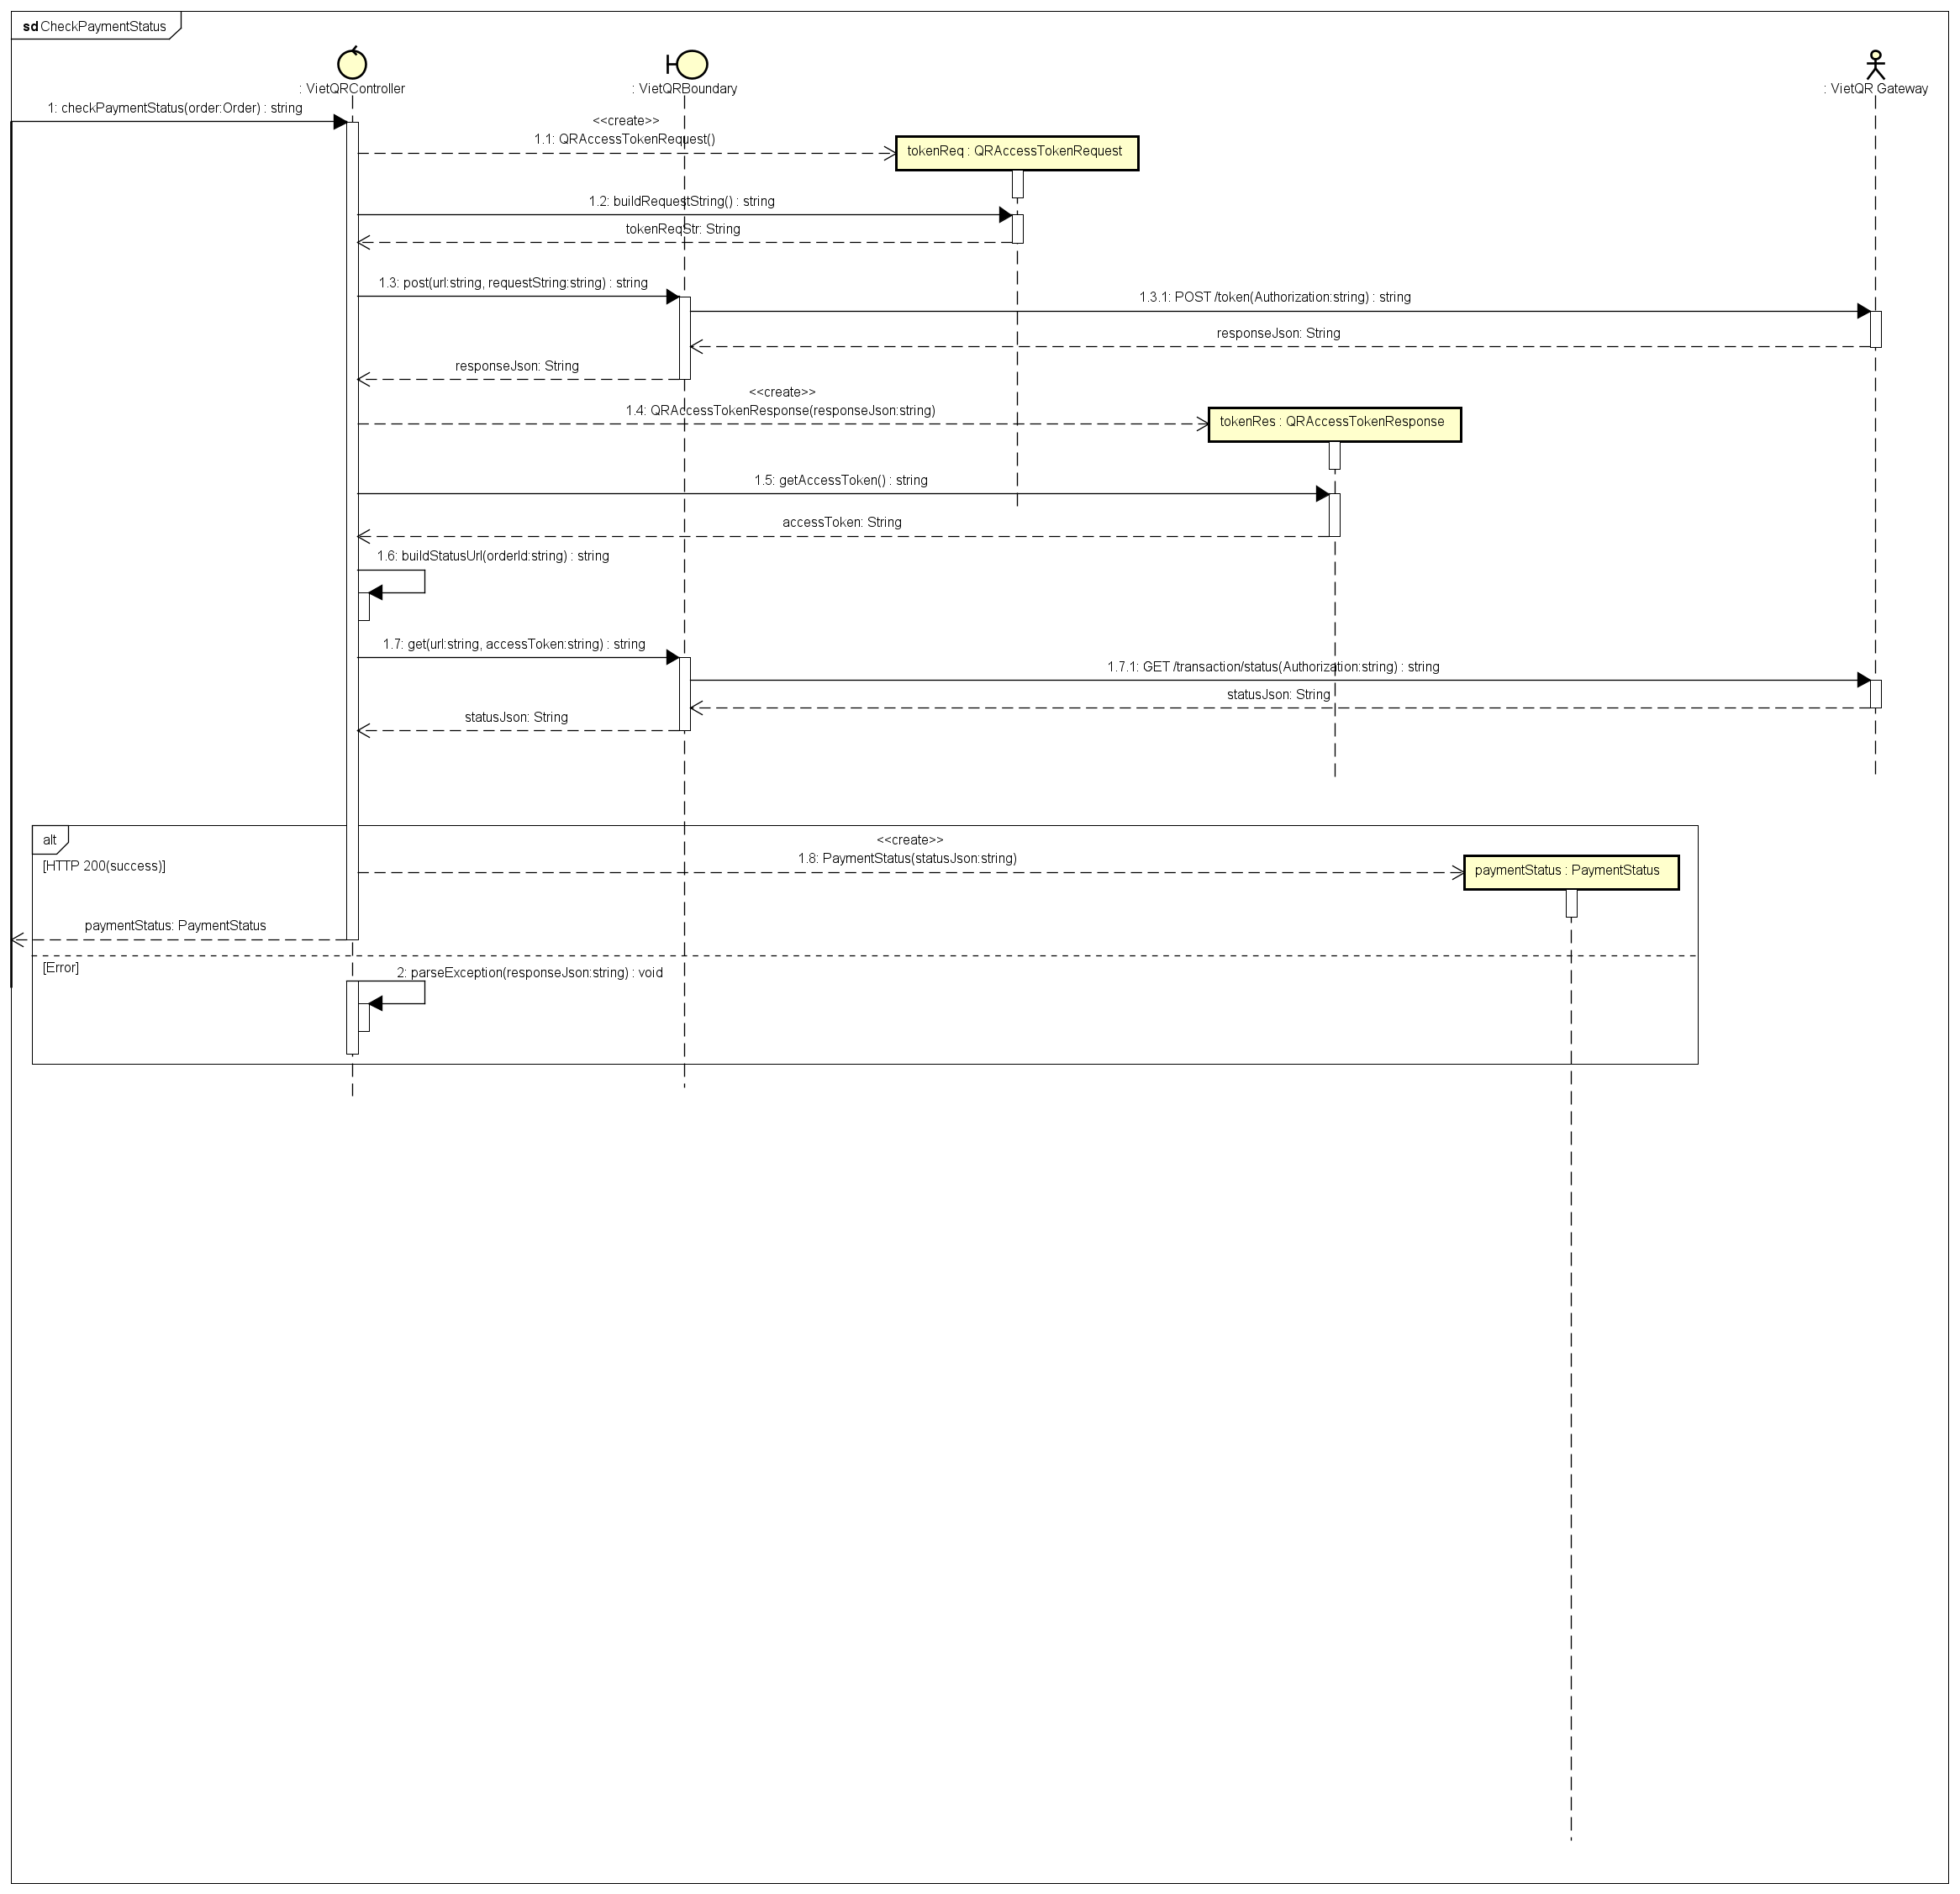 sd CheckPaymentStatus
: VietQRController
: VietQRBoundary
: VietQR Gateway
1: checkPaymentStatus(order:Order) : string
<<create>>
1.1: QRAccessTokenRequest()
tokenReq : QRAccessTokenRequest
1.2: buildRequestString() : string
tokenReqStr: String
1.3: post(url:string, requestString:string) : string
1.3.1: POST /token(Authorization:string) : string
responseJson: String
responseJson: String
<<create>>
1.4: QRAccessTokenResponse(responseJson:string)
tokenRes : QRAccessTokenResponse
1.5: getAccessToken() : string
accessToken: String
1.6: buildStatusUrl(orderId:string) : string
1.7: get(url:string, accessToken:string) : string
1.7.1: GET /transaction/status(Authorization:string) : string
statusJson: String
statusJson: String
alt
<<create>>
[HTTP 200(success)]
1.8: PaymentStatus(statusJson:string)
paymentStatus : PaymentStatus
paymentStatus: PaymentStatus
[Error]
2: parseException(responseJson:string) : void